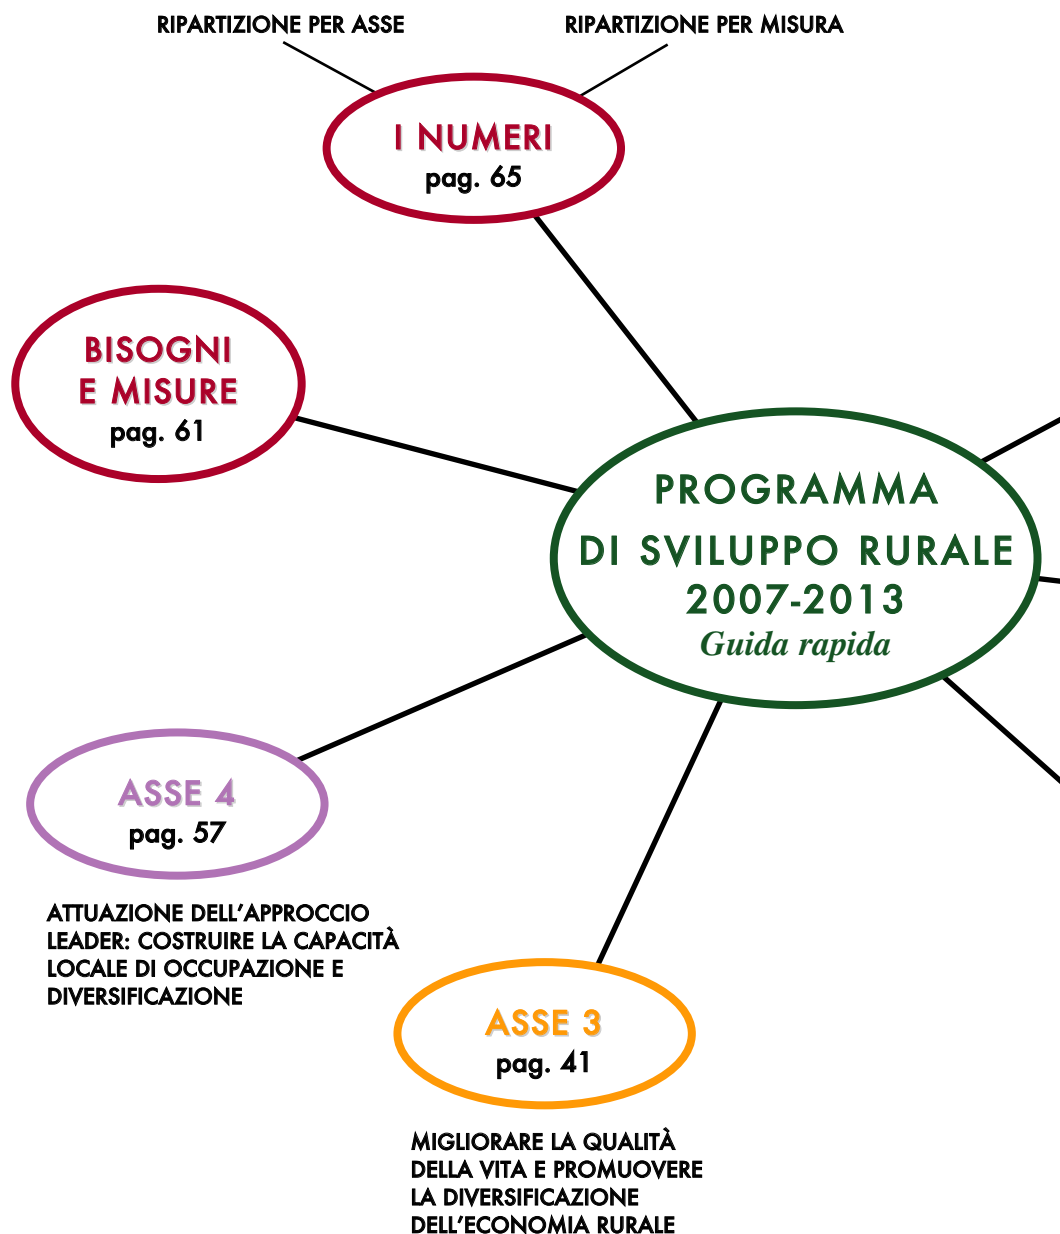 RIPARTIZIONE PER ASSE
RIPARTIZIONE PER MISURA
I NUMERI
pag. 65
BISOGNI
E MISURE
pag. 61
PROGRAMMA
DI SVILUPPO RURALE
2007-2013
Guida rapida
ASSE 4
pag. 57
ATTUAZIONE DELL'APPROCCIO
LEADER: COSTRUIRE LA CAPACITÀ
LOCALE DI OCCUPAZIONE E
DIVERSIFICAZIONE
ASSE 3
pag. 41
MIGLIORARE LA QUALITÀ
DELLA VITA E PROMUOVERE
LA DIVERSIFICAZIONE
DELL'ECONOMIA RURALE